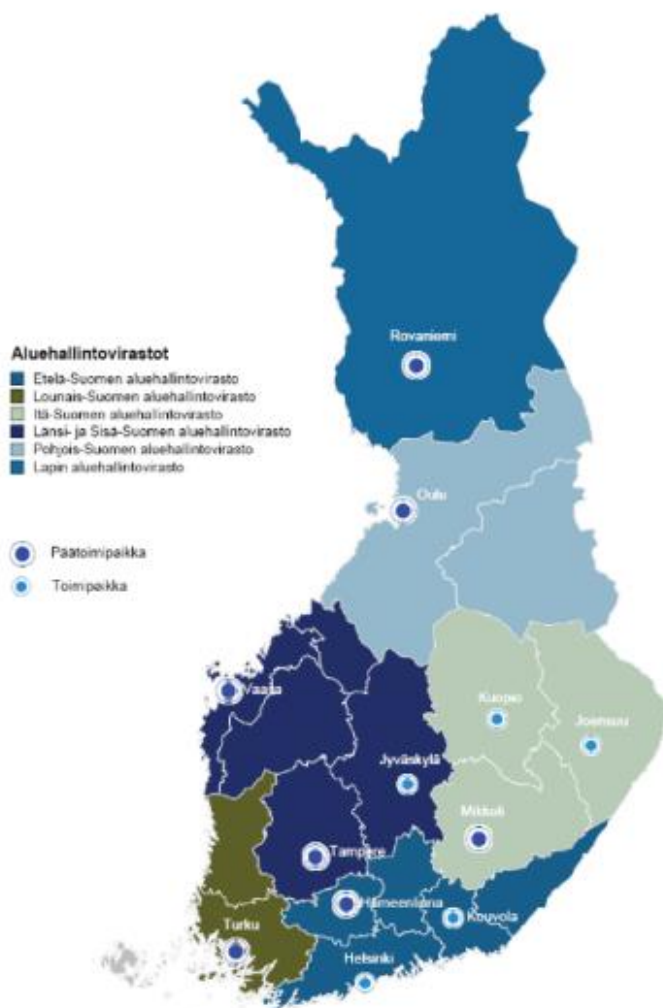 Rovaniemi
Aluehallintovirastot
Etelä-Suomen aluehallintovirasto
Lounais-Suomen aluehallintovirasto
Itä-Suomen aluehallintovirasto
Länsi- ja Sisä-Suomen aluehallintovirasto
Pohjois-Suomen aluehallintovirasto
Lapin aluehallintovirasto
Oulu
Päätoimipaikka
Toimipaikka
Vaasa
Kuopio
Joensuu
Jyväskylä
Mikkeli
Tampere
Hämeenlinna
Kouvola
Turku
Helsinki